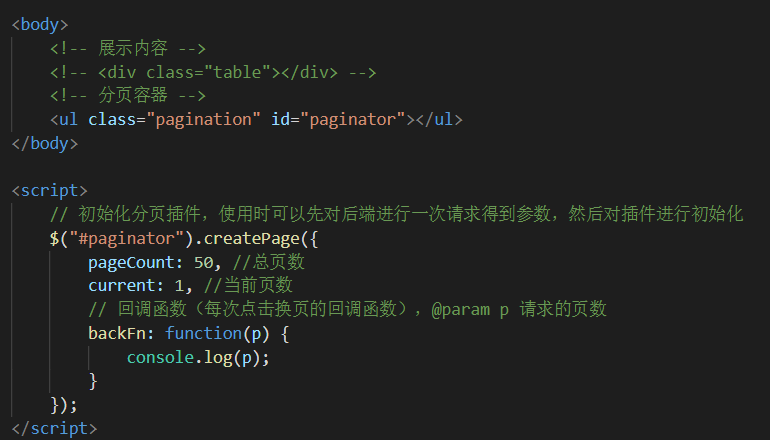 <body>
<!-- 展示内容 -->
<!-- <div class="table"></div> -->
<!-- 分页容器 -->
<ul class="pagination" id="paginator"></ul>
</body>
<script>
// 初始化分页插件，使用时可以先对后端进行一次请求得到参数，然后对插件进行初始化
$("#paginator").createPage({
pageCount: 50, //总页数
current: 1, //当前页数
// 回调函数（每次点击换页的回调函数），@param p 请求的页数
backFn: function(p) {
console.log(p);
}
});
</script>